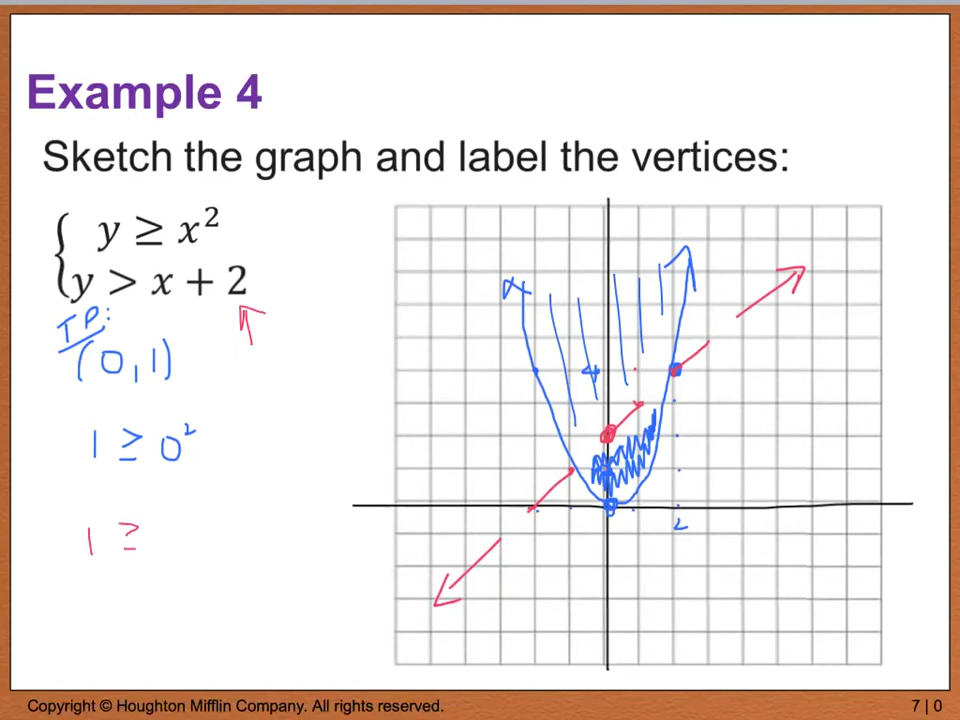 Example 4
Sketch the graph and label the vertices:
y ≥ x²
y > x + 2
TP:
(0,1)
1 ≥ 0²
1 ≥
4
2
Copyright © Houghton Mifflin Company. All rights reserved.
7 | 0